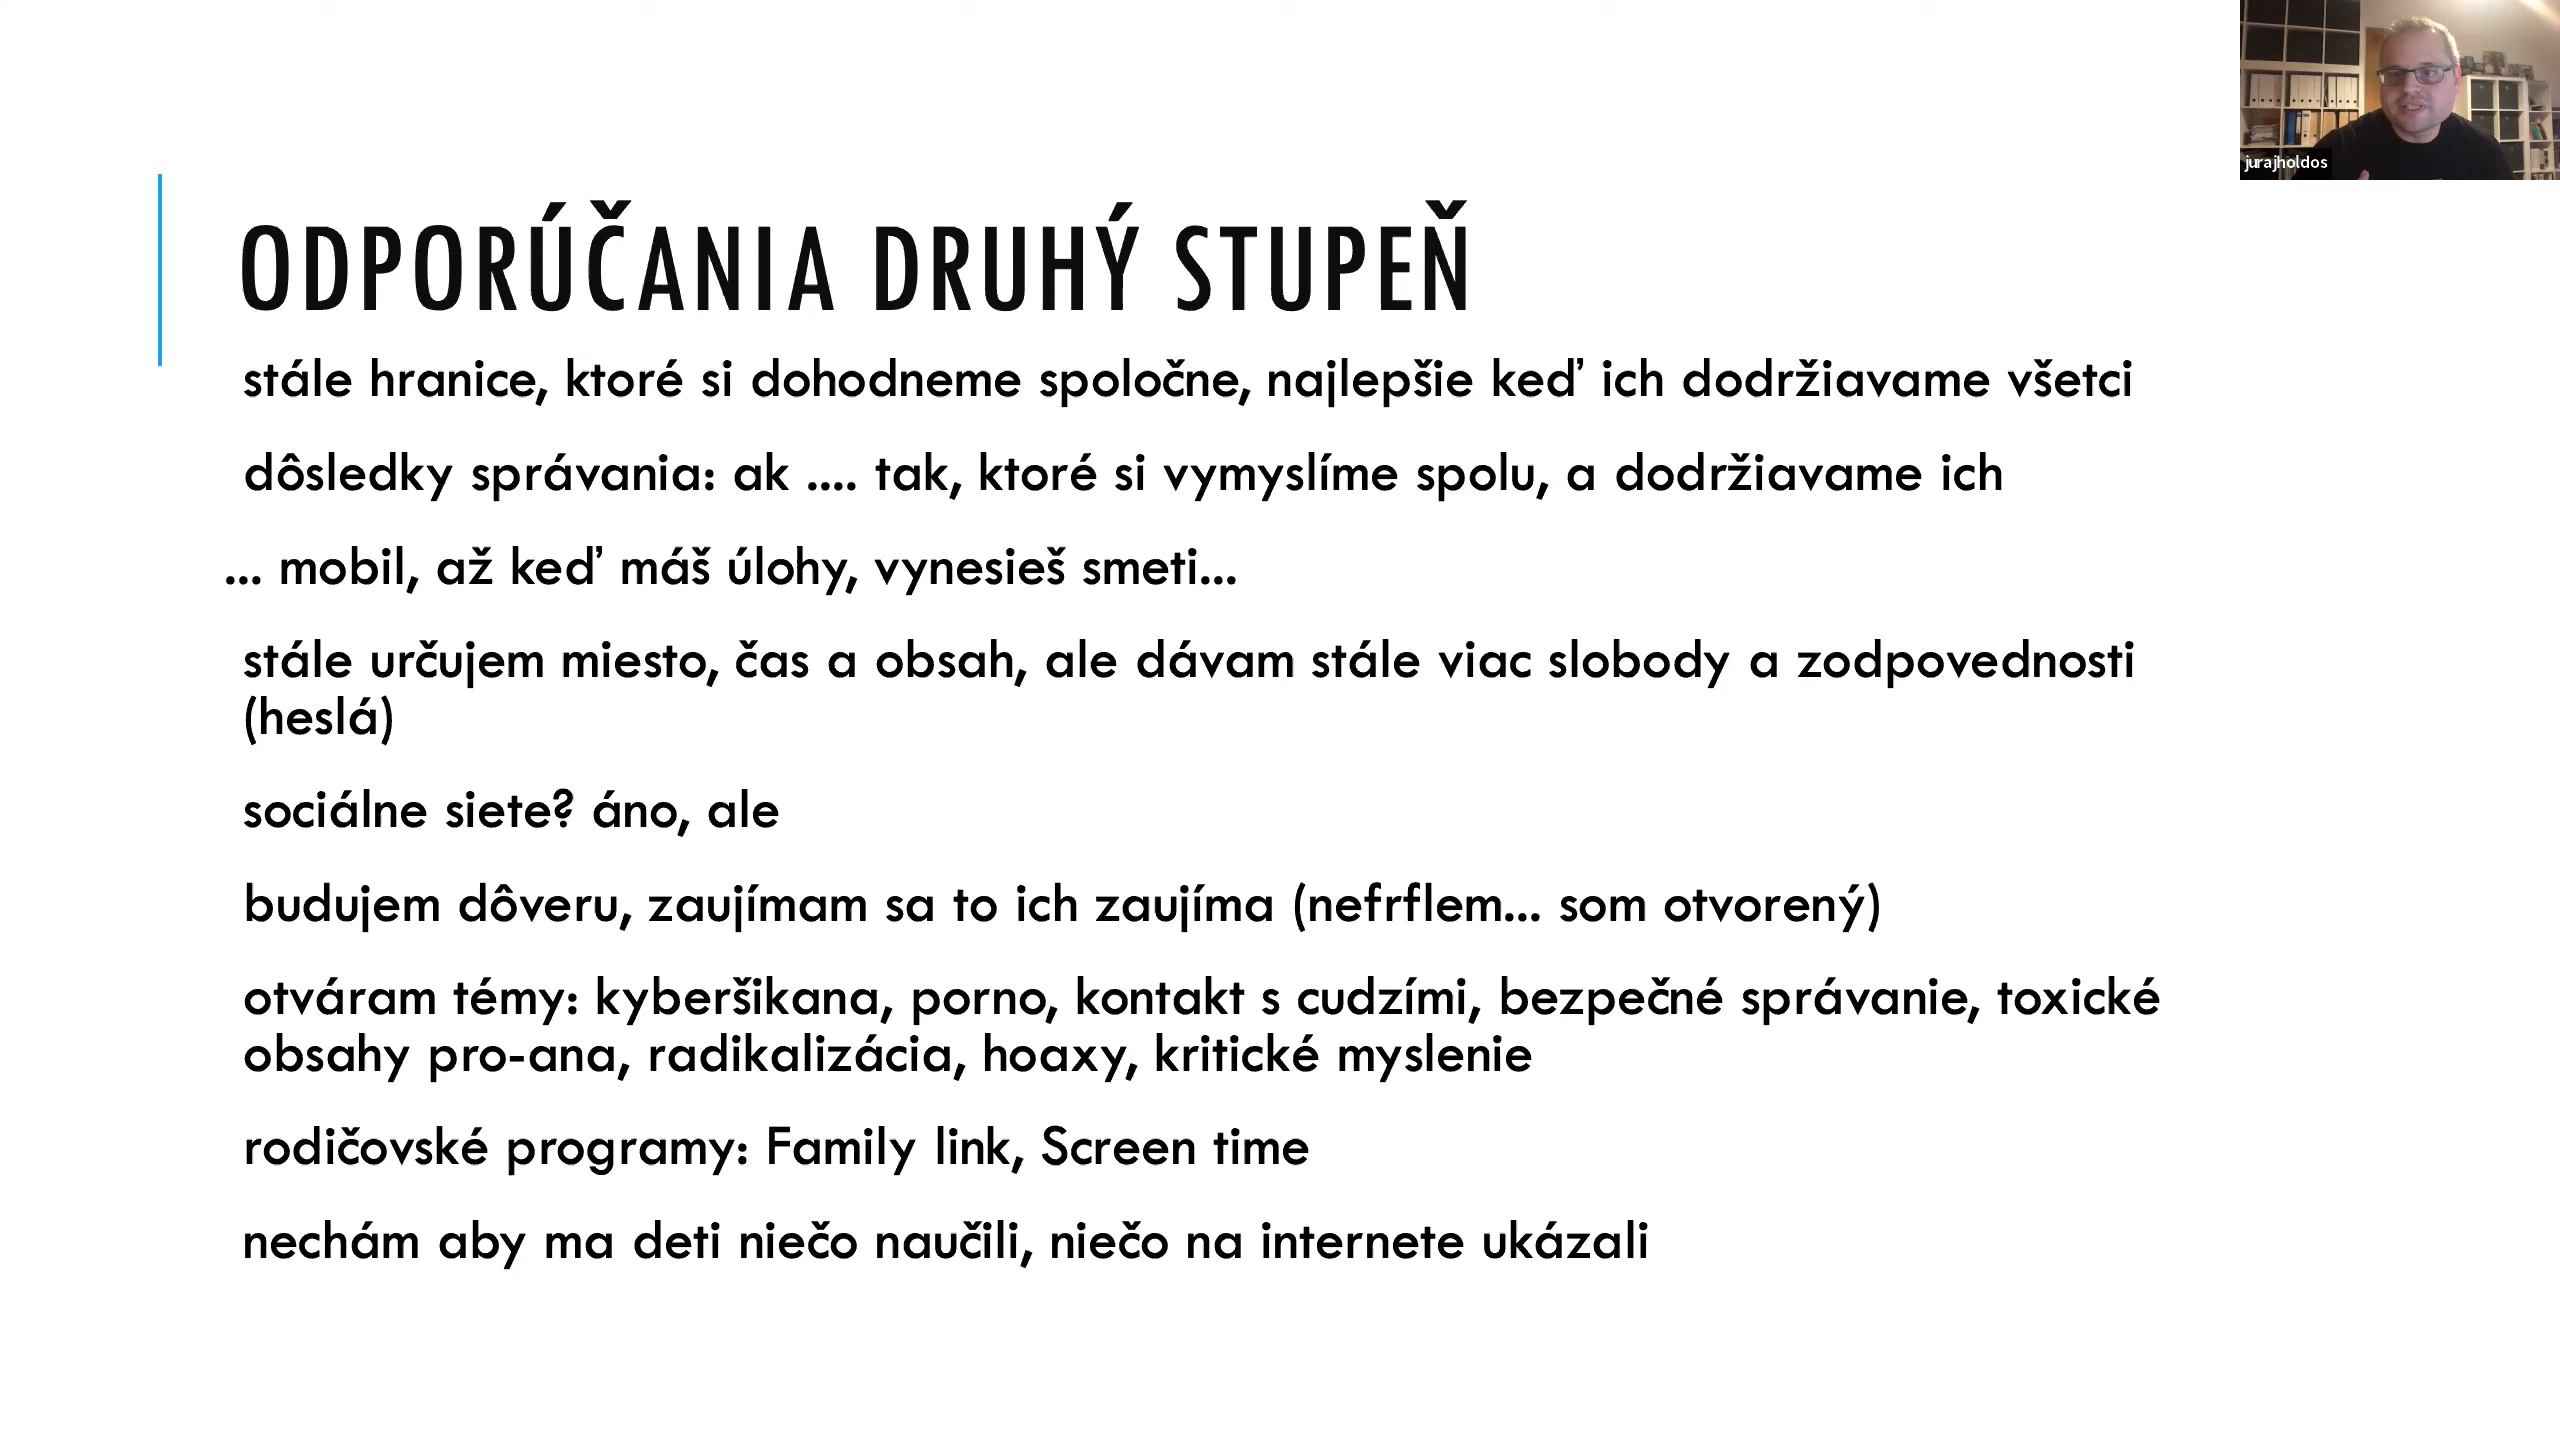 jurajholdos
ODPORÚČANIA DRUHÝ STUPEŇ
stále hranice, ktoré si dohodneme spoločne, najlepšie keď ich dodržiavame všetci
dôsledky správania: ak .... tak, ktoré si vymyslíme spolu, a dodržiavame ich
... mobil, až keď máš úlohy, vynesieš smeti...
stále určujem miesto, čas a obsah, ale dávam stále viac slobody a zodpovednosti
(heslá)
sociálne siete? áno, ale
budujem dôveru, zaujímam sa to ich zaujíma (nefrflem... som otvorený)
otváram témy: kyberšikana, porno, kontakt s cudzími, bezpečné správanie, toxické
obsahy pro-ana, radikalizácia, hoaxy, kritické myslenie
rodičovské programy: Family link, Screen time
nechám aby ma deti niečo naučili, niečo na internete ukázali